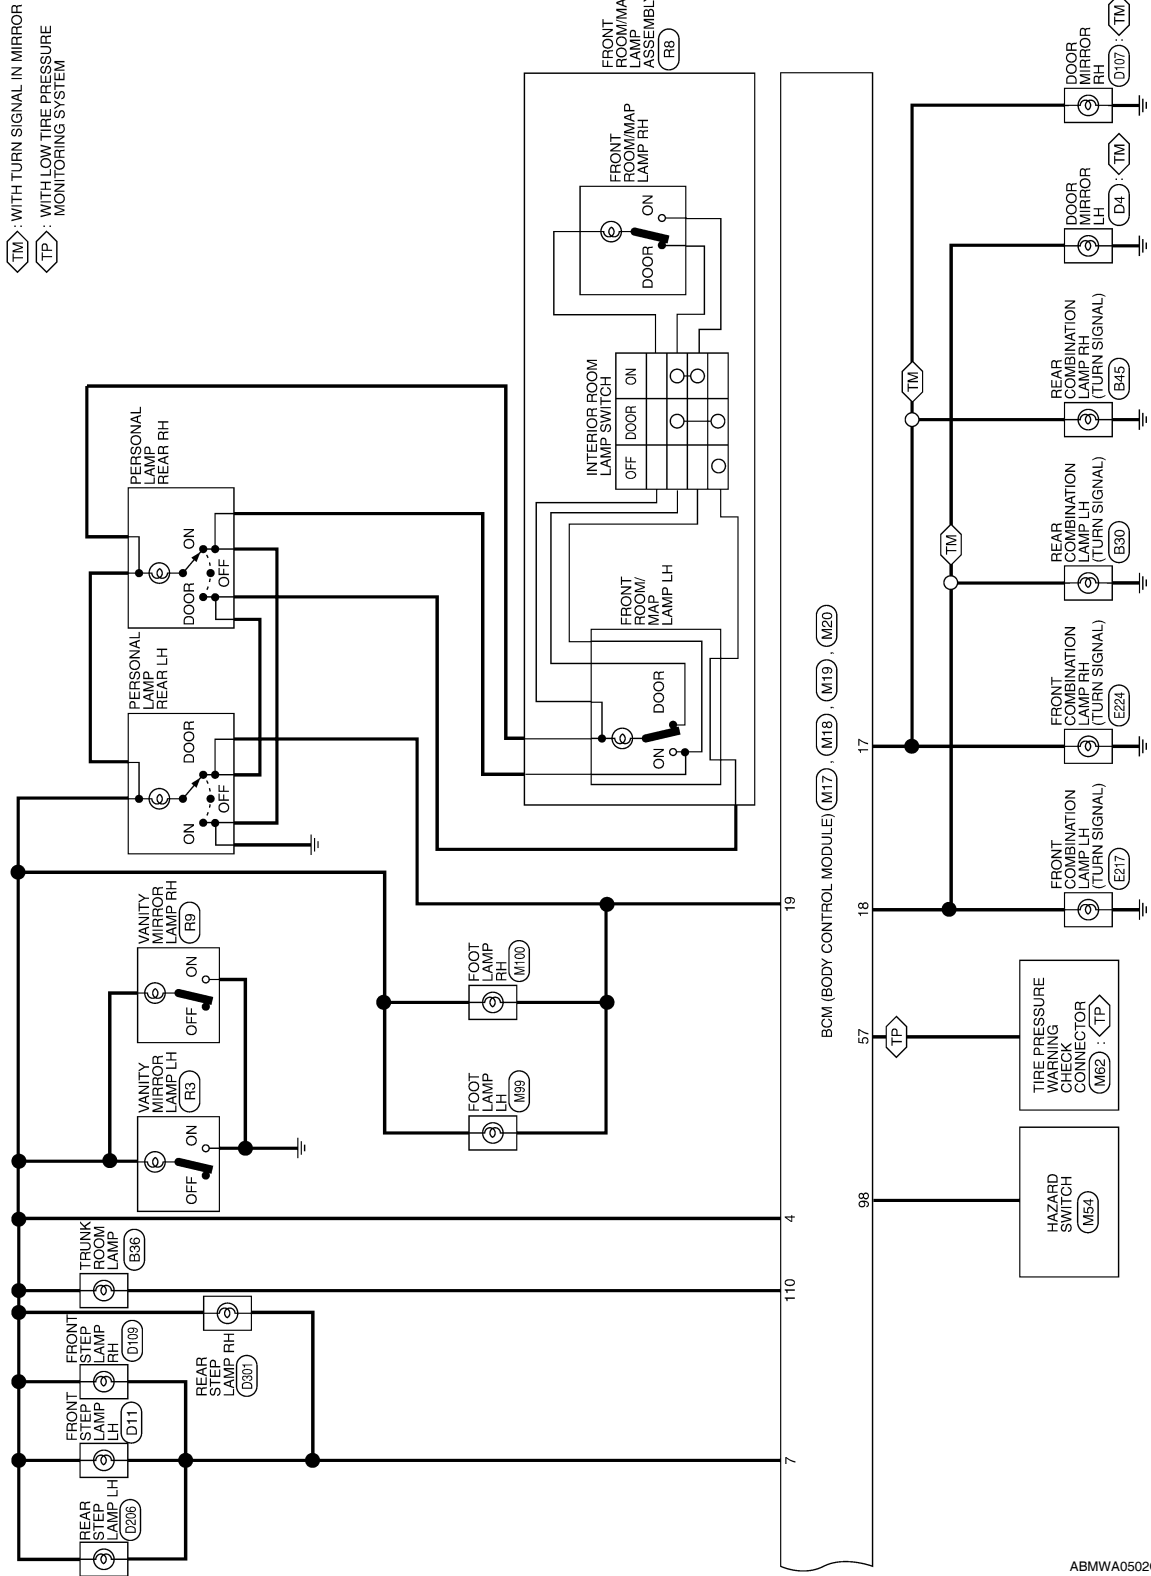 TM : WITH TURN SIGNAL IN MIRROR
TP : WITH LOW TIRE PRESSURE
MONITORING SYSTEM
PERSONAL
LAMP
REAR RH
DOOR
OFF
ON
PERSONAL
LAMP
REAR LH
ON
OFF
DOOR
VANITY
MIRROR
LAMP RH
R9
OFF
ON
VANITY
MIRROR
LAMP LH
R3
OFF
ON
TRUNK
ROOM
LAMP
B36
FRONT
STEP
LAMP
RH
D109
FRONT
STEP
LAMP
LH
D11
REAR
STEP
LAMP LH
D206
REAR
STEP
LAMP RH
D301
FOOT
LAMP
RH
M100
FOOT
LAMP
LH
M99
FRONT
LAMP
R8
FRONT
ROOM/MAP
LAMP RH
DOOR
ON
INTERIOR ROOM
LAMP SWITCH
OFF
DOOR
ON
FRONT
ROOM/
MAP
LAMP LH
ON
DOOR
7
110
4
19
BCM (BODY CONTROL MODULE) M17 , M18 , M19 , M20
98
57
18
17
TP
TM
TM
HAZARD
SWITCH
M54
TIRE PRESSURE
WARNING
CHECK
CONNECTOR
M62 : TP
FRONT
COMBINATION
LAMP LH
(TURN SIGNAL)
E217
FRONT
COMBINATION
LAMP RH
(TURN SIGNAL)
E224
REAR
COMBINATION
LAMP LH
(TURN SIGNAL)
B30
REAR
COMBINATION
LAMP RH
(TURN SIGNAL)
B45
DOOR
MIRROR
LH
D4 : TM
DOOR
MIRROR
RH
D107 : TM